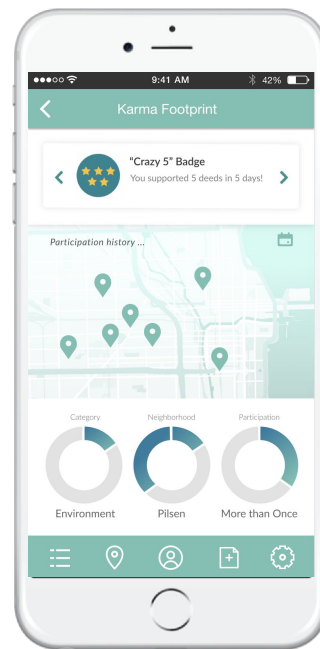 9:41 AM
42%
Karma Footprint
"Crazy 5" Badge
You supported 5 deeds in 5 days!
Participation history ...
Category
Neighborhood
Participation
Environment
Pilsen
More than Once